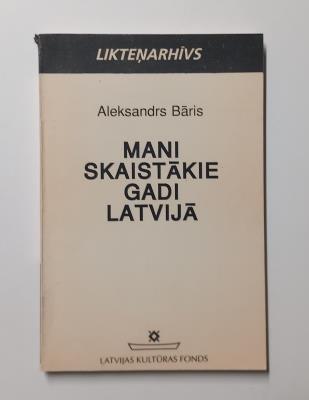 LIKTEŅARHĪVS
Aleksandrs Bāris
MANI
SKAISTĀKIE
GADI
LATVIJĀ
LATVIJAS KULTŪRAS FONDS